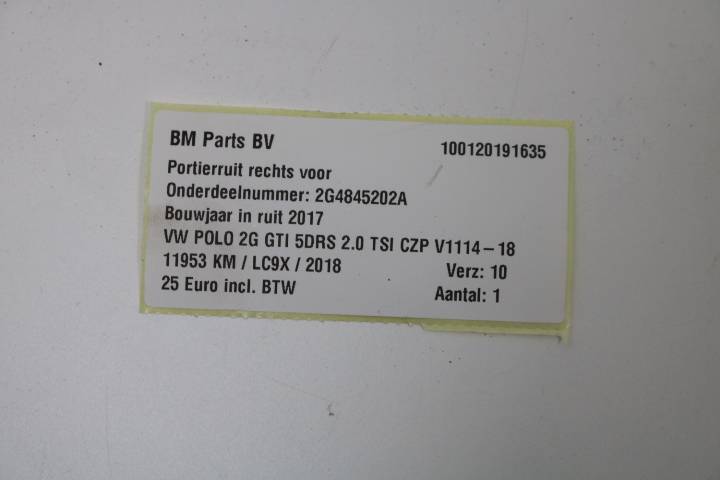 BM Parts BV 100120191635
Portierruit rechts voor
Onderdeelnummer: 2G4845202A
Bouwjaar in ruit 2017
VW POLO 2G GTI 5DRS 2.0 TSI CZP V1114-18
11953 KM / LC9X / 2018 Verz: 10
25 Euro incl. BTW Aantal: 1